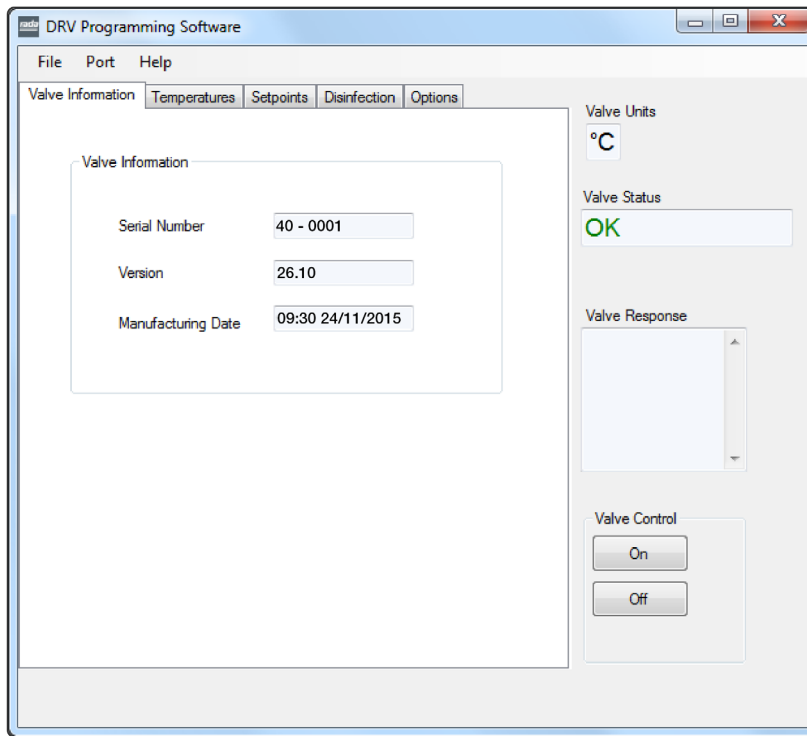 rada DRV Programming Software
File Port Help
Valve Information Temperatures Setpoints Disinfection Options
Valve Information
Serial Number 40 - 0001
Version 26.10
Manufacturing Date 09:30 24/11/2015
Valve Units
°C
Valve Status
OK
Valve Response
Valve Control
On
Off